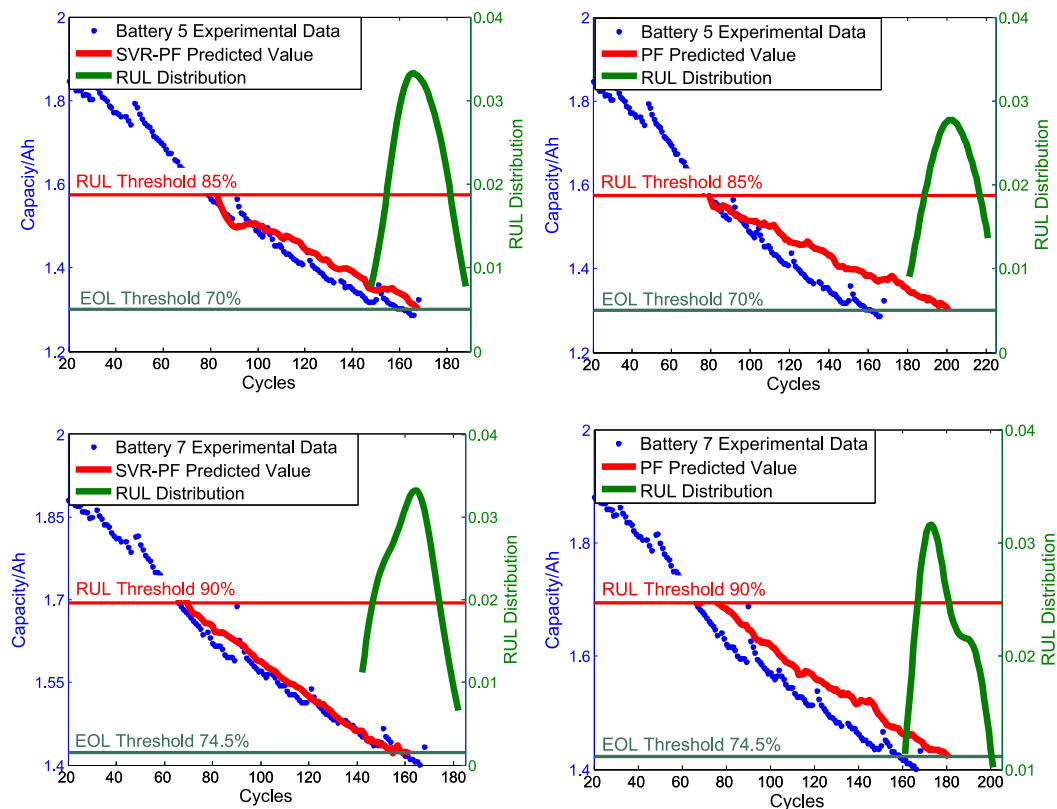 Battery 5 Experimental Data
SVR-PF Predicted Value
RUL Distribution
RUL Threshold 85%
EOL Threshold 70%
Capaciy/Ah
2
1.8
1.6
1.4
1.2
20 40 60 80 100 120 140 160 180
Cycles
0.04
0.03
0.02
0.01
0
RUL Distribution
Battery 5 Experimental Data
PF Predicted Value
RUL Distribution
RUL Threshold 85%
EOL Threshold 70%
Capacity/Ah
2
1.8
1.6
1.4
1.2
20 40 60 80 100 120 140 160 180 200 220
Cycles
0.04
0.03
0.02
0.01
0
RUL Distribution
Battery 7 Experimental Data
SVR-PF Predicted Value
RUL Distribution
RUL Threshold 90%
EOL Threshold 74.5%
Capacity/Ah
2
1.85
1.7
1.55
1.4
20 40 60 80 100 120 140 160 180
Cycles
0.04
0.03
0.02
0.01
0
RUL Distribution
Battery 7 Experimental Data
PF Predicted Value
RUL Distribution
RUL Threshold 90%
EOL Threshold 74.5%
Capacity/Ah
2
1.8
1.6
1.4
20 40 60 80 100 120 140 160 180 200
Cycles
0.04
0.03
0.02
0.01
RUL Distribution